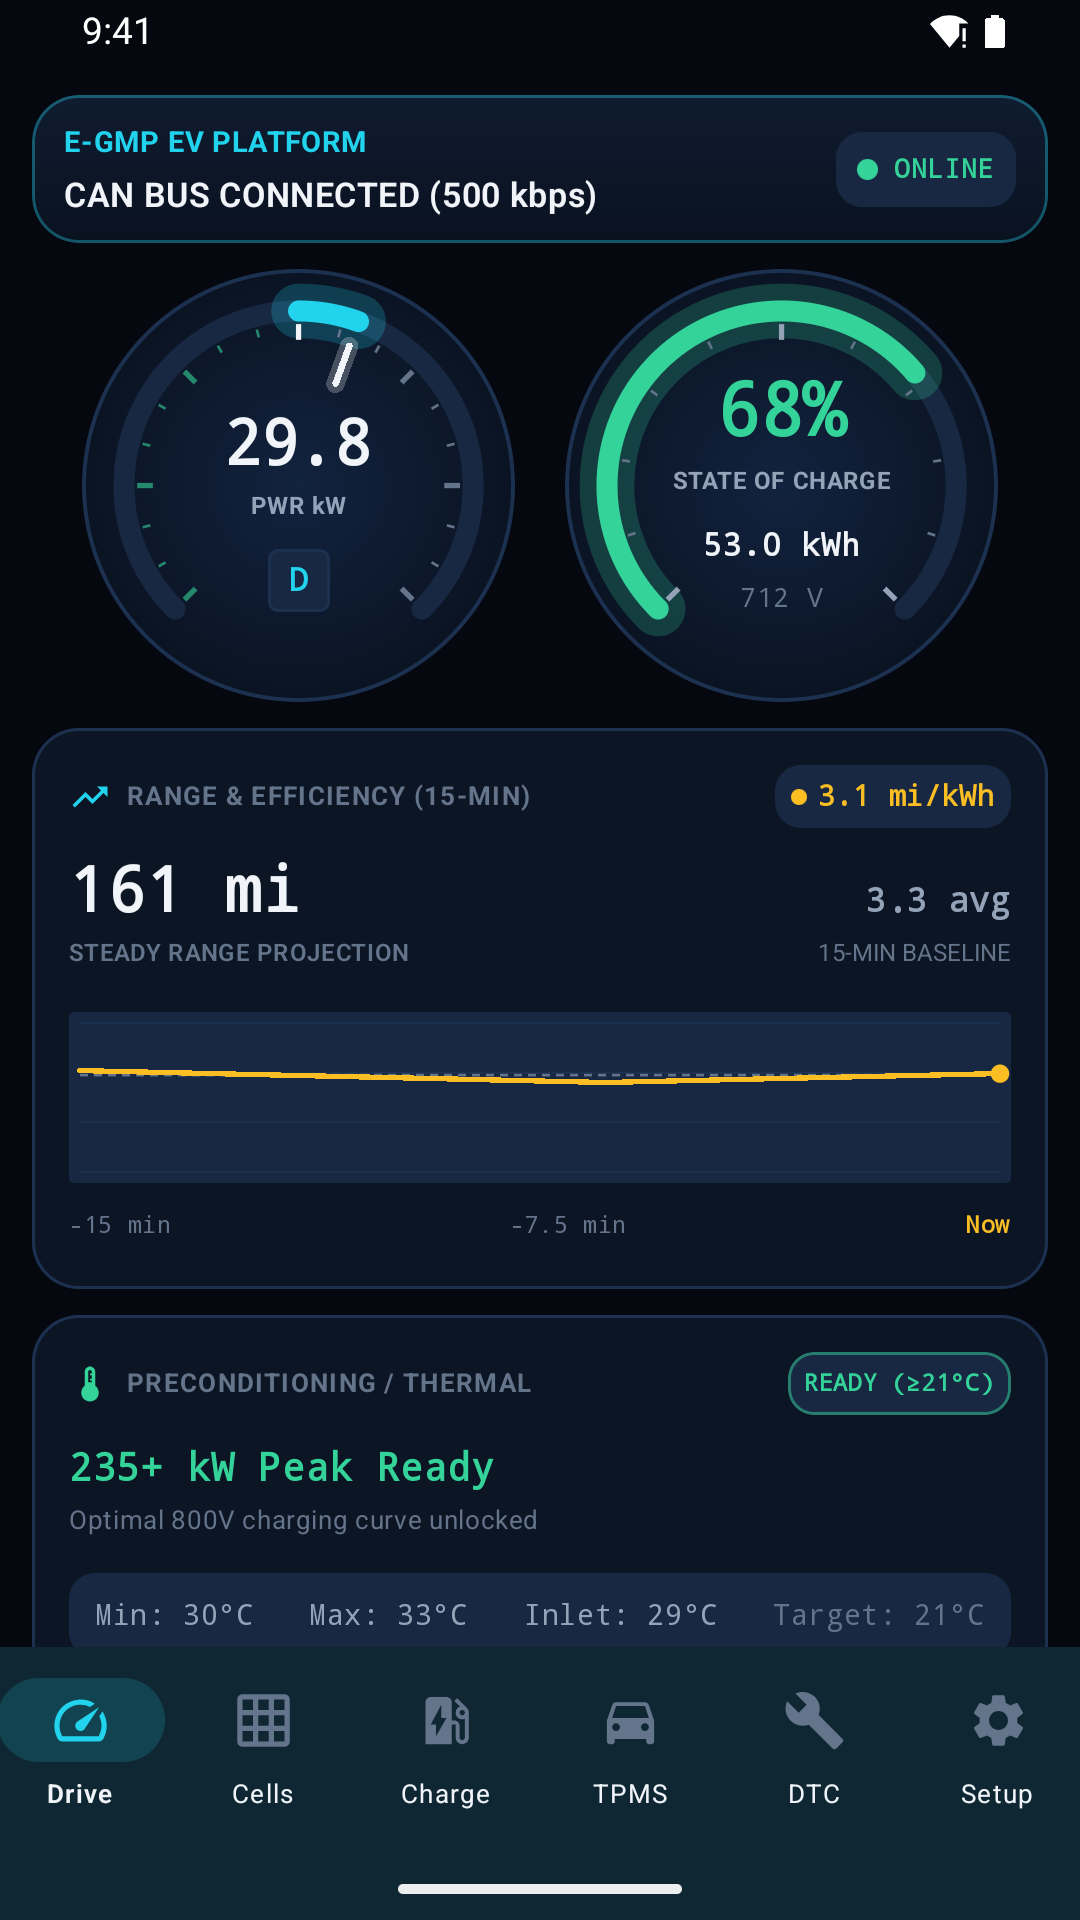 9:41
E-GMP EV PLATFORM
CAN BUS CONNECTED (500 kbps)
ONLINE
29.8
PWR kW
D
68%
STATE OF CHARGE
53.0 kWh
712 V
RANGE & EFFICIENCY (15-MIN)
3.1 mi/kWh
161 mi
3.3 avg
STEADY RANGE PROJECTION
15-MIN BASELINE
-15 min
-7.5 min
Now
PRECONDITIONING / THERMAL
READY (≥21°C)
235+ kW Peak Ready
Optimal 800V charging curve unlocked
Min: 30°C
Max: 33°C
Inlet: 29°C
Target: 21°C
Drive
Cells
Charge
TPMS
DTC
Setup